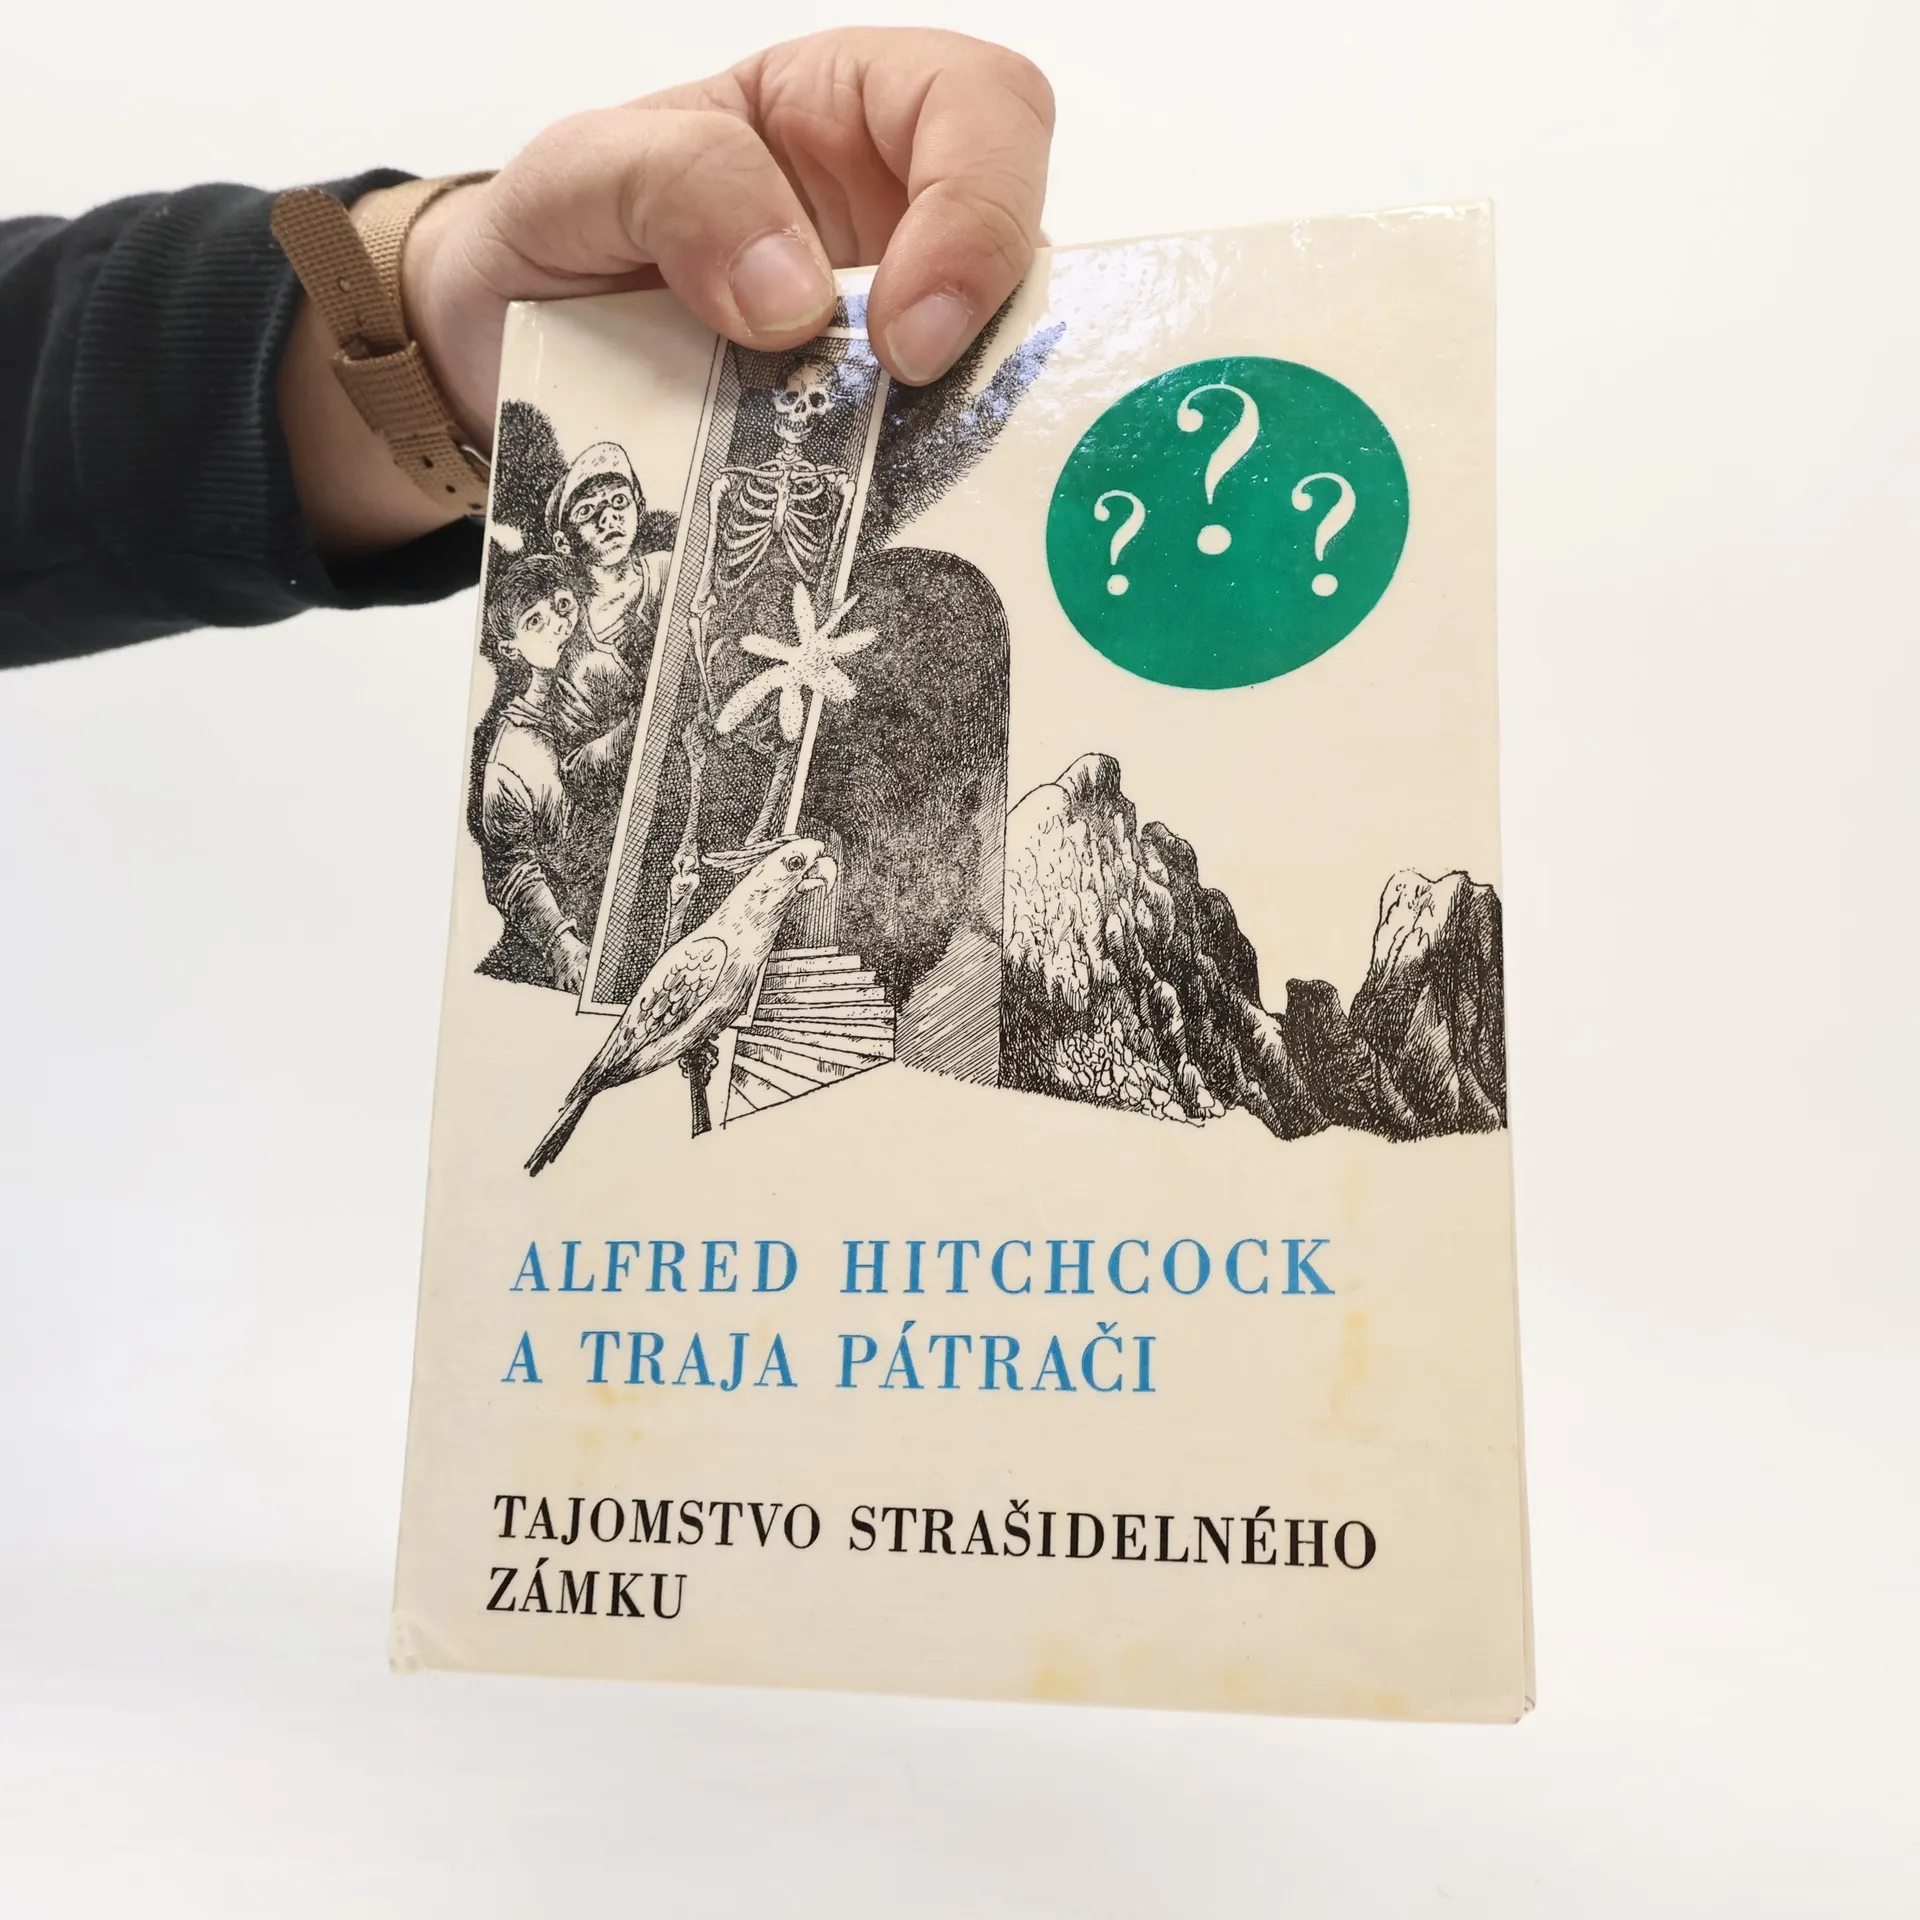 ? ? ?
ALFRED HITCHCOCK
A TRAJA PÁTRAČI
TAJOMSTVO STRAŠIDELNÉHO
ZÁMKU